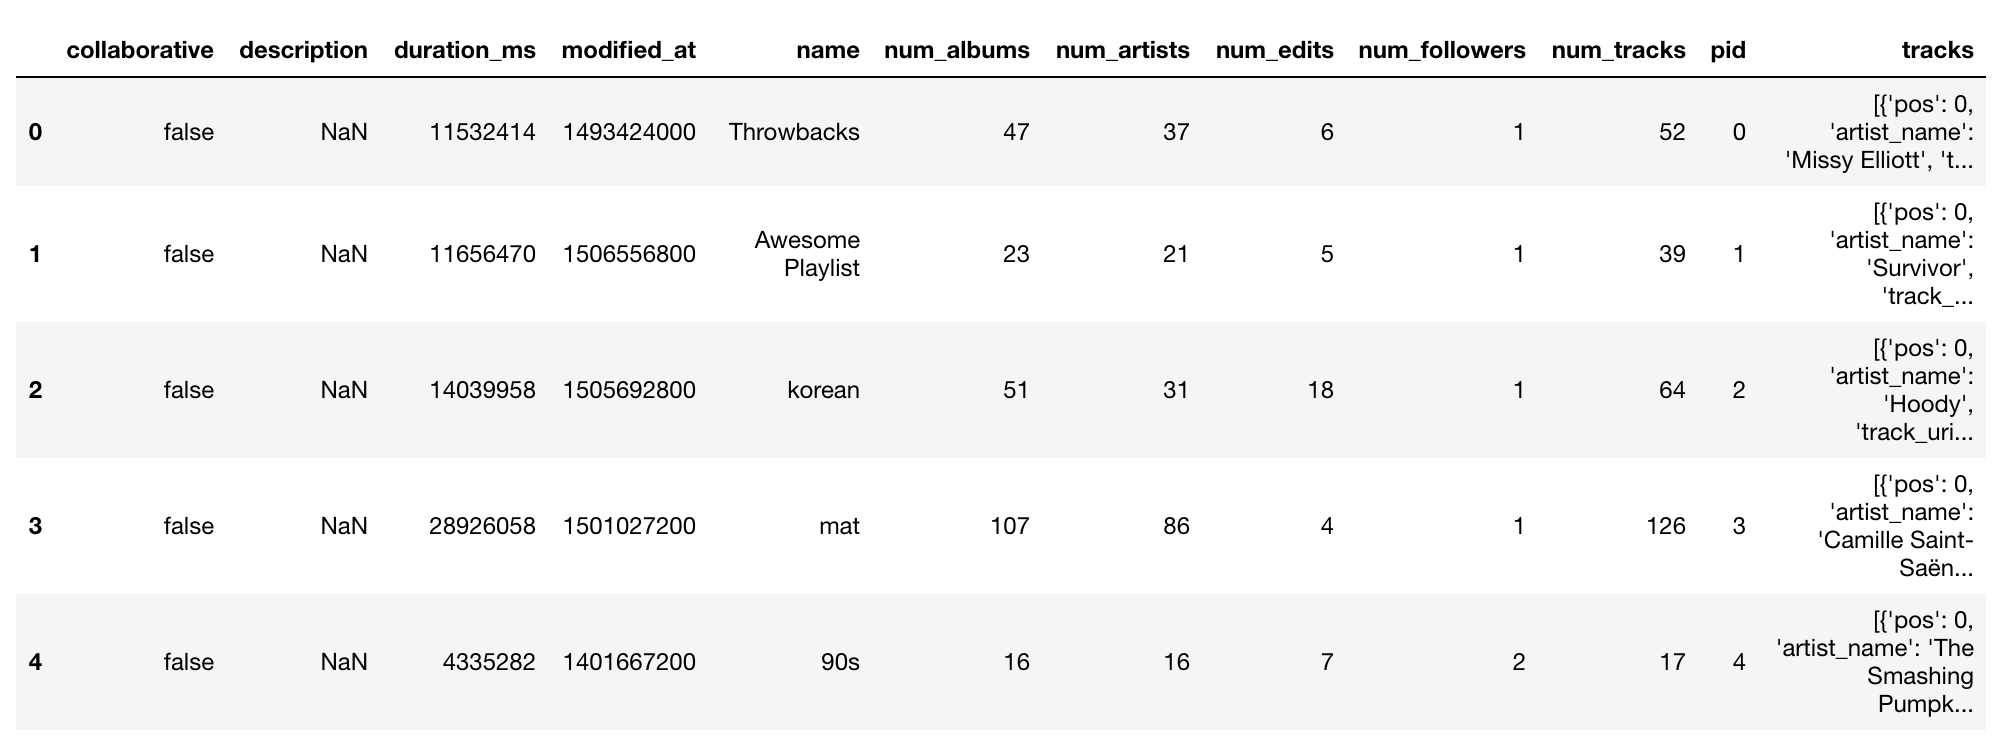 collaborative description duration_ms modified_at name num_albums num_artists num_edits num_followers num_tracks pid tracks
0 false NaN 11532414 1493424000 Throwbacks 47 37 6 1 52 0 [{'pos': 0,
'artist_name':
'Missy Elliott', 't...
1 false NaN 11656470 1506556800 Awesome
Playlist 23 21 5 1 39 1 [{'pos': 0,
'artist_name':
'Survivor',
'track_...
2 false NaN 14039958 1505692800 korean 51 31 18 1 64 2 [{'pos': 0,
'artist_name':
'Hoody',
'track_uri...
3 false NaN 28926058 1501027200 mat 107 86 4 1 126 3 [{'pos': 0,
'artist_name':
'Camille Saint-
Saën...
4 false NaN 4335282 1401667200 90s 16 16 7 2 17 4 [{'pos': 0,
'artist_name': 'The
Smashing
Pumpk...